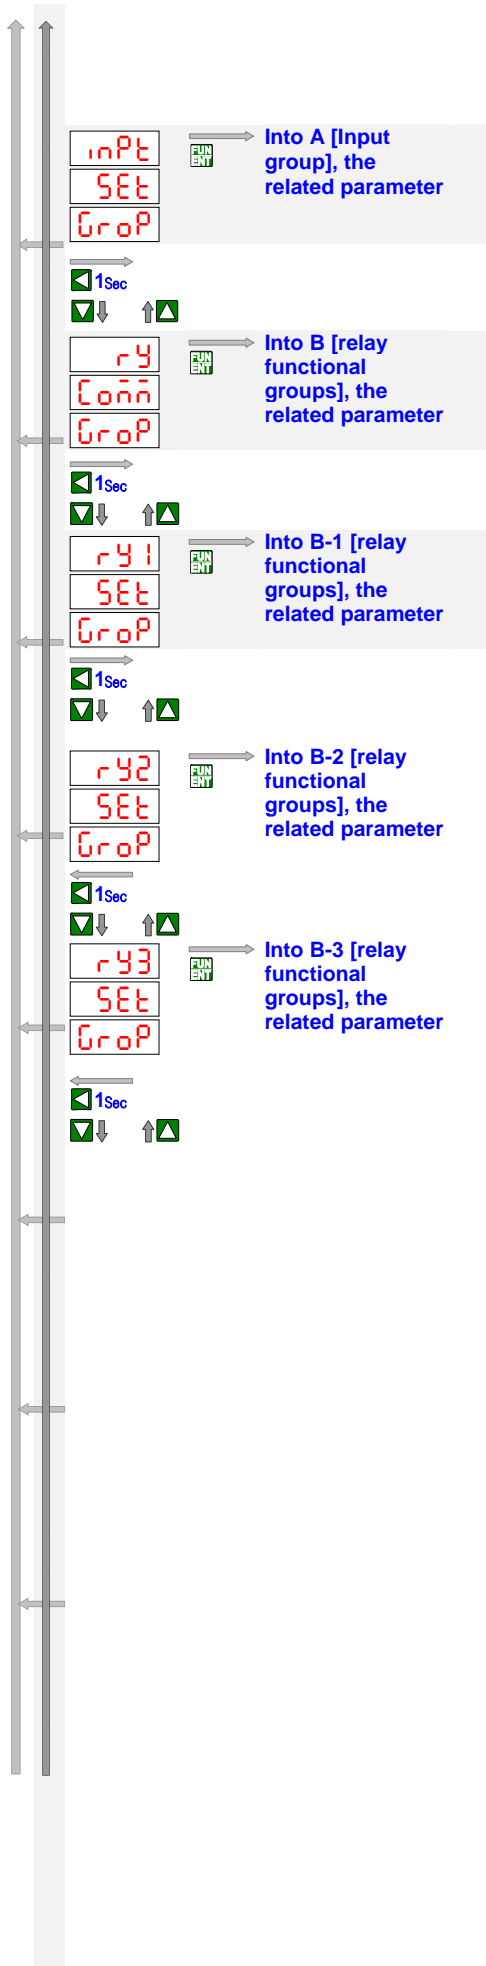 inPt
FUN
ENT
Into A [Input
group], the
related parameter
SEt
GroP
1Sec
ry
FUN
ENT
Into B [relay
functional
groups], the
related parameter
Comm
GroP
1Sec
ry1
FUN
ENT
Into B-1 [relay
functional
groups], the
related parameter
SEt
GroP
1Sec
ry2
FUN
ENT
Into B-2 [relay
functional
groups], the
related parameter
SEt
GroP
1Sec
ry3
FUN
ENT
Into B-3 [relay
functional
groups], the
related parameter
SEt
GroP
1Sec